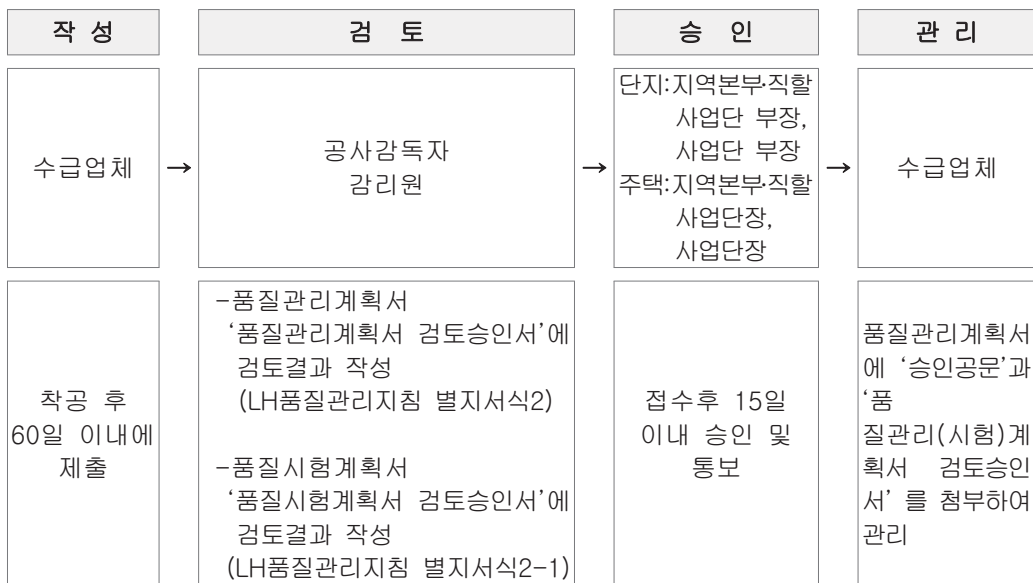 작 성
검 토
승 인
관 리
수급업체
→
공사감독자
감리원
→
단지:지역본부·직할
사업단 부장,
사업단 부장
주택:지역본부·직할
사업단장,
사업단장
→
수급업체
착공 후
60일 이내에
제출
-품질관리계획서
‘품질관리계획서 검토승인서’에
검토결과 작성
(LH품질관리지침 별지서식2)
-품질시험계획서
‘품질시험계획서 검토승인서’에
검토결과 작성
(LH품질관리지침 별지서식2-1)
접수후 15일
이내 승인 및
통보
품질관리계획서
에 ‘승인공문’과
‘품
질관리(시험)계
획서 검토승인
서’ 를 첨부하여
관리